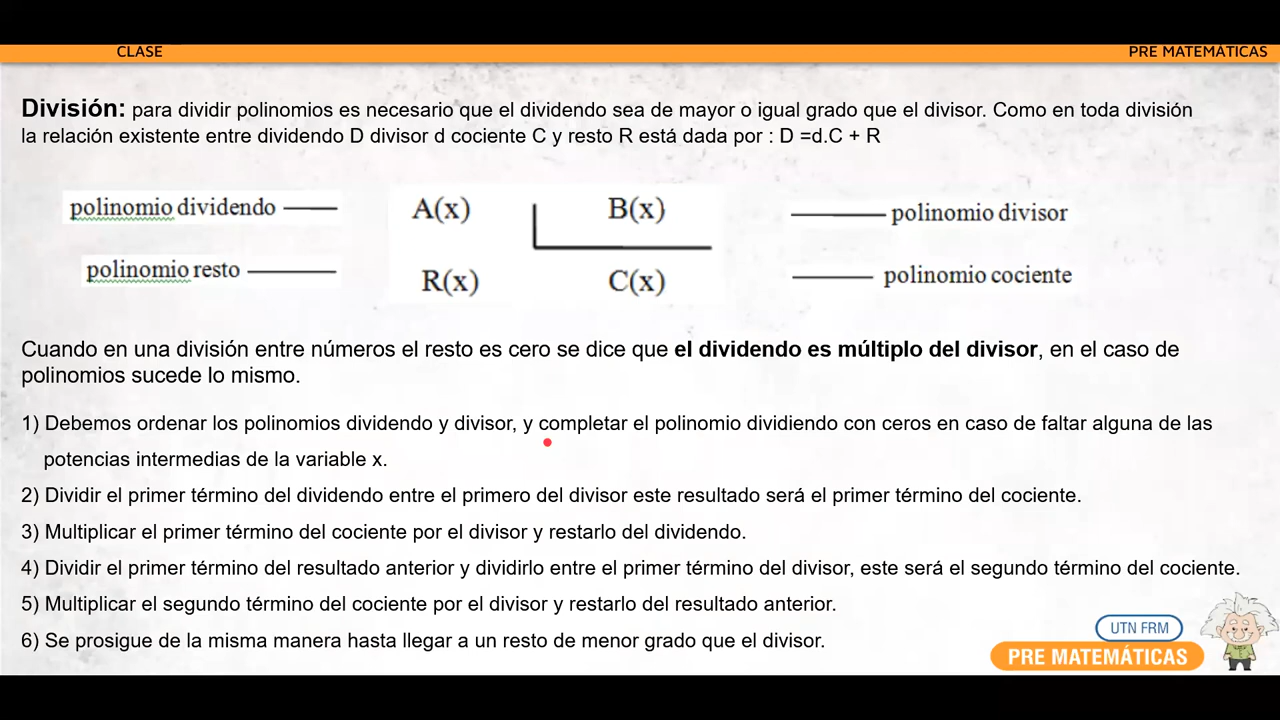 CLASE
PRE MATEMÁTICAS
División: para dividir polinomios es necesario que el dividendo sea de mayor o igual grado que el divisor. Como en toda división
la relación existente entre dividendo D divisor d cociente C y resto R está dada por : D =d.C + R
polinomio dividendo
A(x)
B(x)
polinomio divisor
polinomio resto
R(x)
C(x)
polinomio cociente
Cuando en una división entre números el resto es cero se dice que el dividendo es múltiplo del divisor, en el caso de
polinomios sucede lo mismo.
1) Debemos ordenar los polinomios dividendo y divisor, y completar el polinomio dividiendo con ceros en caso de faltar alguna de las
potencias intermedias de la variable x.
2) Dividir el primer término del dividendo entre el primero del divisor este resultado será el primer término del cociente.
3) Multiplicar el primer término del cociente por el divisor y restarlo del dividendo.
4) Dividir el primer término del resultado anterior y dividirlo entre el primer término del divisor, este será el segundo término del cociente.
5) Multiplicar el segundo término del cociente por el divisor y restarlo del resultado anterior.
6) Se prosigue de la misma manera hasta llegar a un resto de menor grado que el divisor.
UTN FRM
PRE MATEMÁTICAS